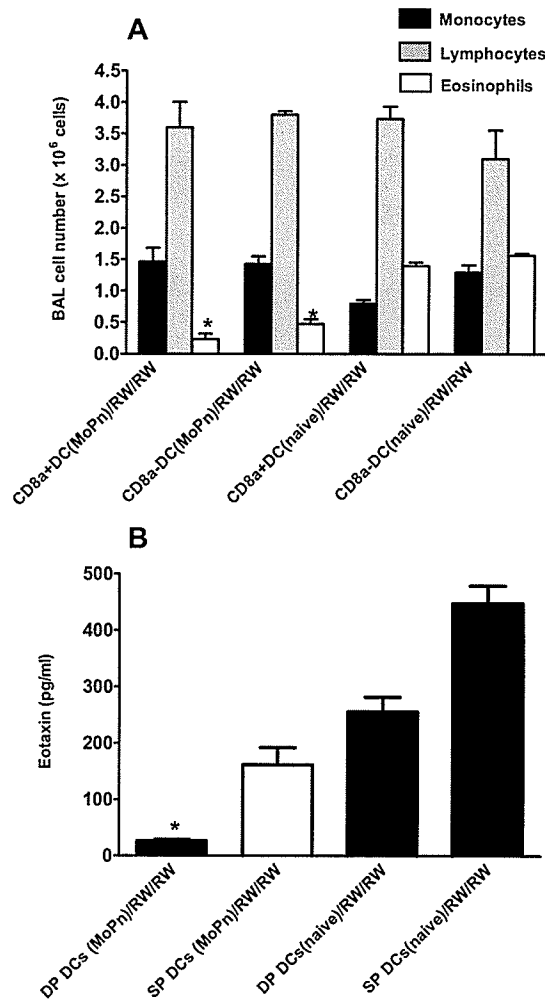 A
Monocytes
Lymphocytes
Eosinophils
BAL cell number (x 10^6 cells)
4.5
4.0
3.5
3.0
2.5
2.0
1.5
1.0
0.5
0.0
*
*
CD8a+DC(MoPn)/RW/RW
CD8a-DC(MoPn)/RW/RW
CD8a+DC(naive)/RW/RW
CD8a-DC(naive)/RW/RW
B
Eotaxin (pg/ml)
500
400
300
200
100
0
*
DP DCs (MoPn)/RW/RW
SP DCs (MoPn)/RW/RW
DP DCs(naive)/RW/RW
SP DCs(naive)/RW/RW